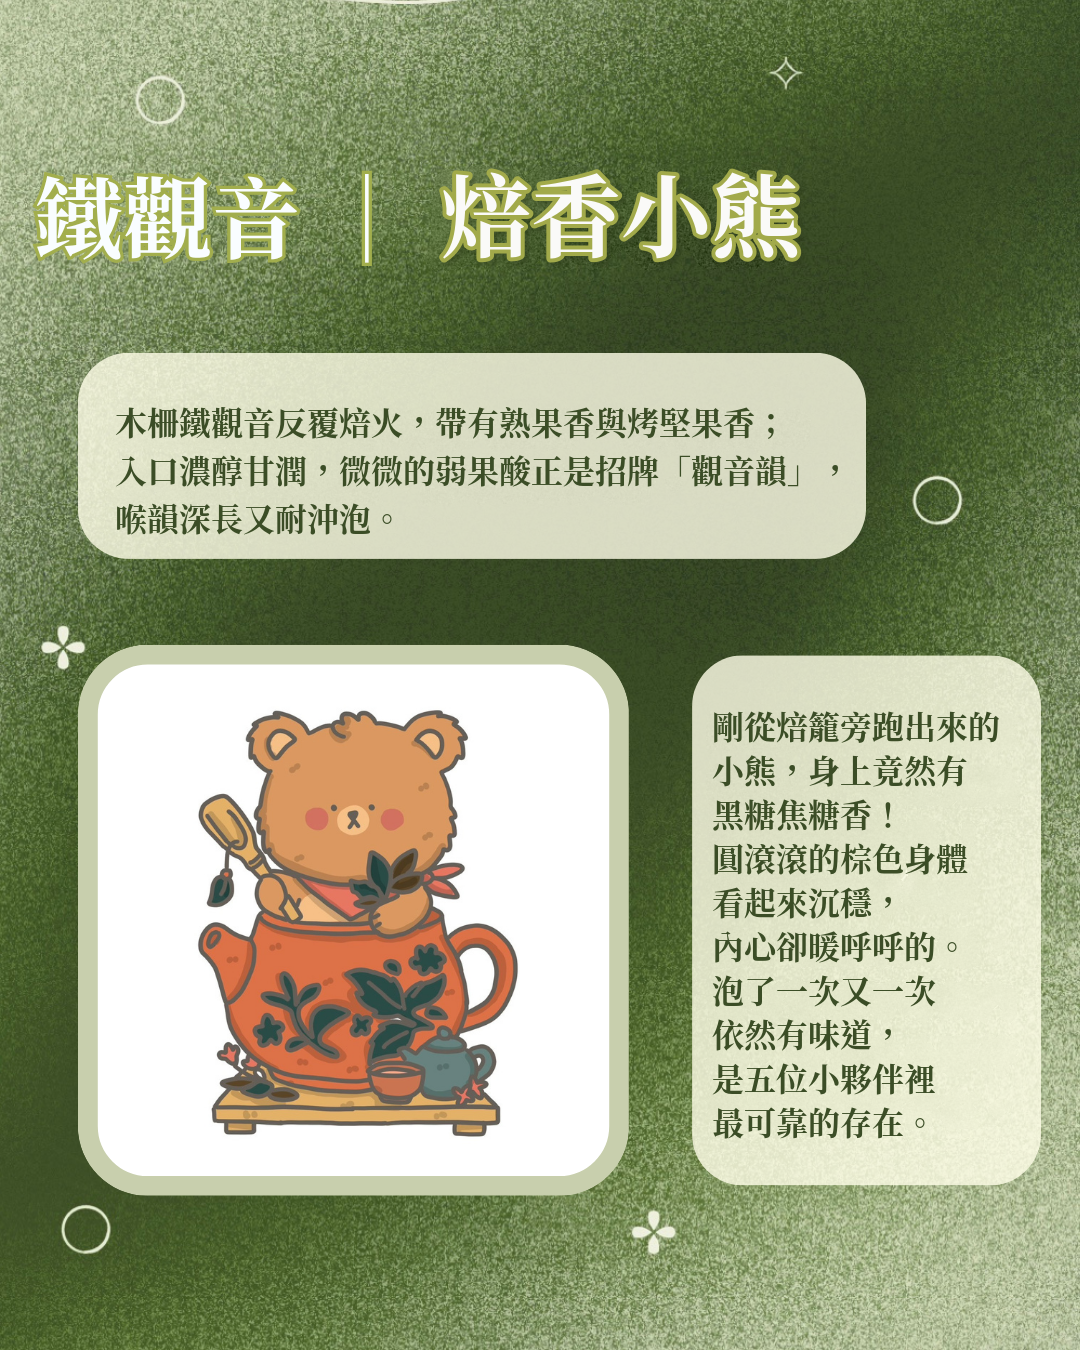 鐵觀音 | 焙香小熊
木柵鐵觀音反覆焙火，帶有熟果香與烤堅果香；
入口濃醇甘潤，微微的弱果酸正是招牌「觀音韻」，
喉韻深長又耐沖泡。
剛從焙籠旁跑出來的
小熊，身上竟然有
黑糖焦糖香！
圓滾滾的棕色身體
看起來沉穩，
內心卻暖呼呼的。
泡了一次又一次
依然有味道，
是五位小夥伴裡
最可靠的存在。